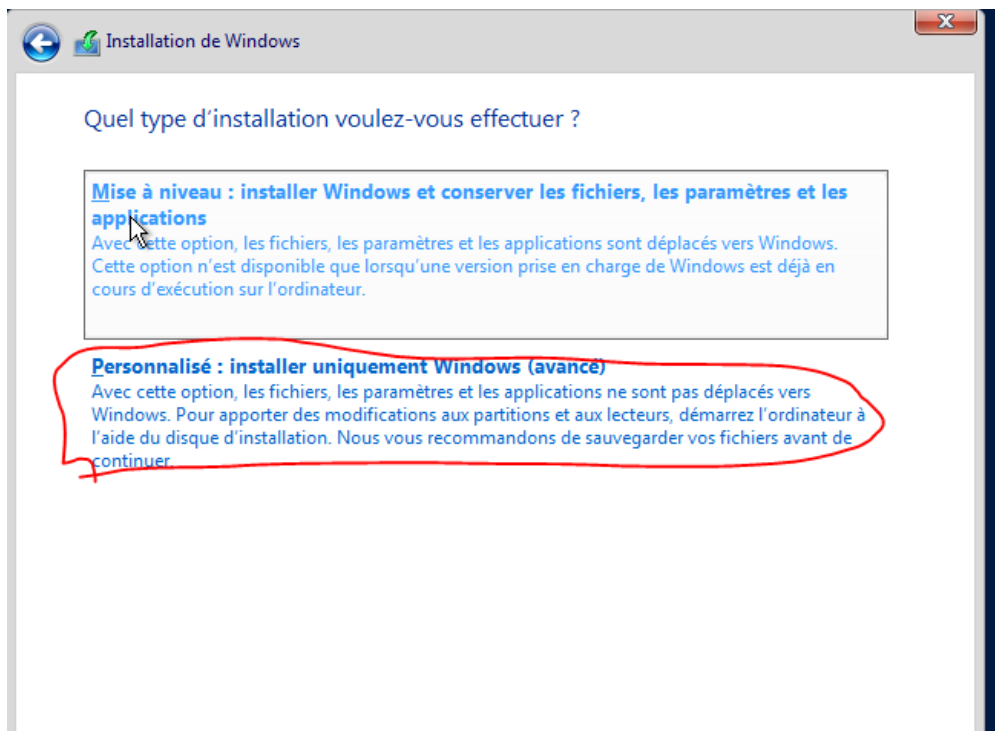 Installation de Windows
Quel type d'installation voulez-vous effectuer ?
Mise à niveau : installer Windows et conserver les fichiers, les paramètres et les
applications
Avec cette option, les fichiers, les paramètres et les applications sont déplacés vers Windows.
Cette option n'est disponible que lorsqu'une version prise en charge de Windows est déjà en
cours d'exécution sur l'ordinateur.
Personnalisé : installer uniquement Windows (avancé)
Avec cette option, les fichiers, les paramètres et les applications ne sont pas déplacés vers
Windows. Pour apporter des modifications aux partitions et aux lecteurs, démarrez l'ordinateur à
l'aide du disque d'installation. Nous vous recommandons de sauvegarder vos fichiers avant de
continuer.